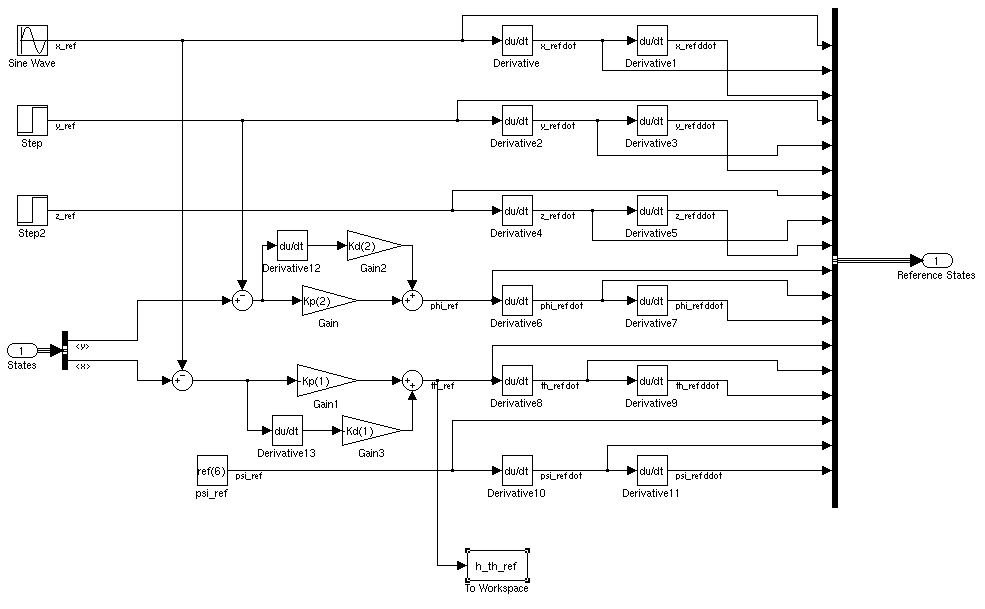 x_ref
Sine Wave
du/dt
Derivative
x_refdot
du/dt
Derivative1
x_refddot
y_ref
Step
du/dt
Derivative2
y_refdot
du/dt
Derivative3
y_refddot
z_ref
Step2
du/dt
Derivative4
z_refdot
du/dt
Derivative5
z_refddot
du/dt
Derivative12
Kd(2)
Gain2
1
Reference States
Kp(2)
Gain
phi_ref
du/dt
Derivative6
phi_refdot
du/dt
Derivative7
phi_refddot
1
States
<y>
<x>
-Kp(1)
Gain1
th_ref
du/dt
Derivative8
th_refdot
du/dt
Derivative9
th_refddot
du/dt
Derivative13
-Kd(1)
Gain3
ref(6)
psi_ref
psi_ref
du/dt
Derivative10
psi_refdot
du/dt
Derivative11
psi_refddot
h_th_ref
To Workspace